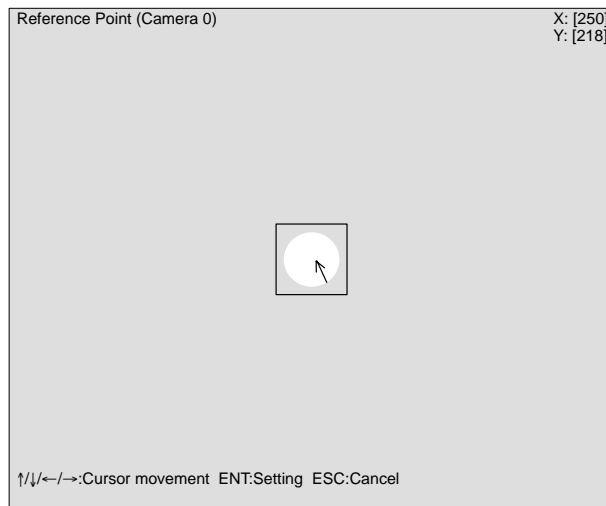 Reference Point (Camera 0)
X: [250]
Y: [218]
↑/↓/←/→:Cursor movement ENT:Setting ESC:Cancel